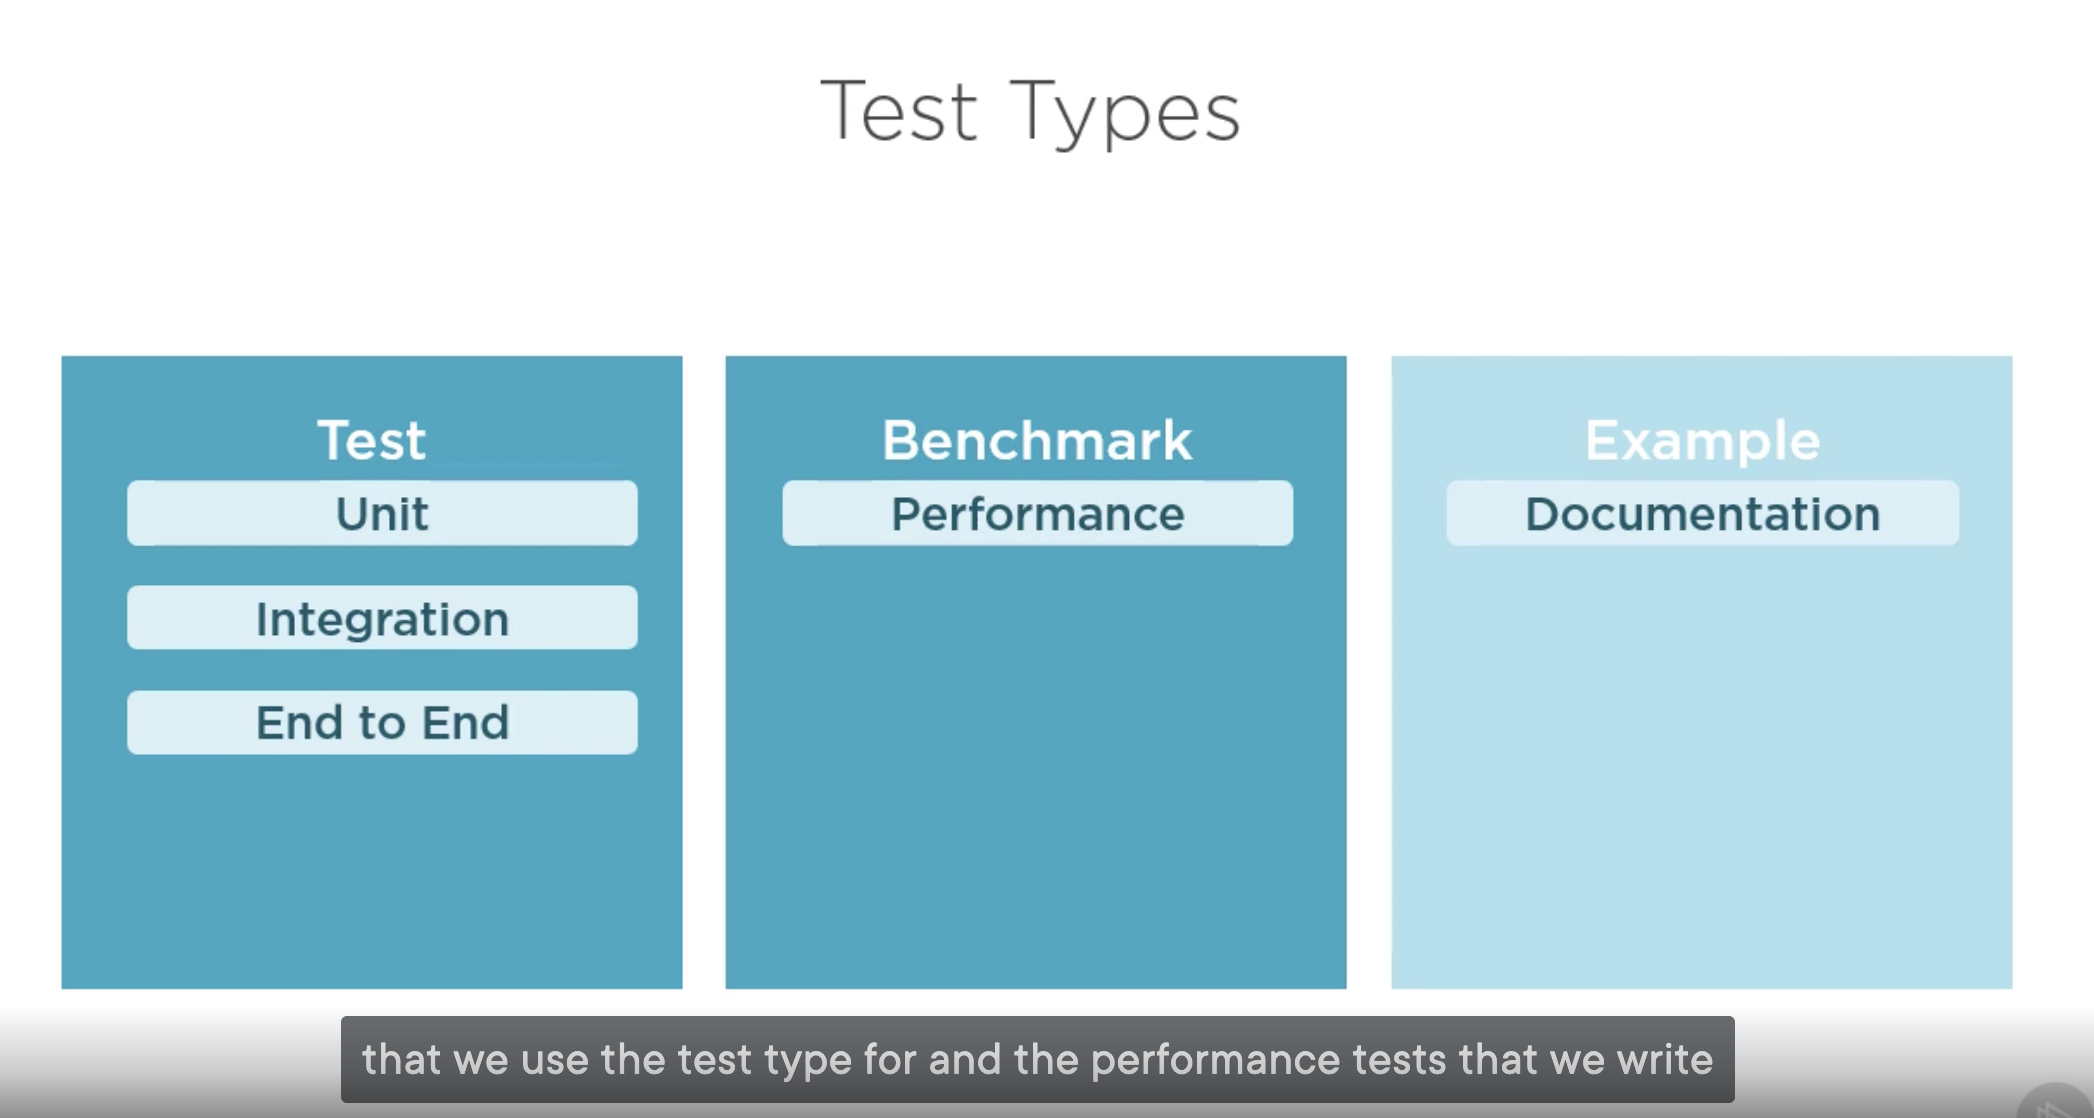 Test Types
Test
Unit
Integration
End to End
Benchmark
Performance
Example
Documentation
that we use the test type for and the performance tests that we write